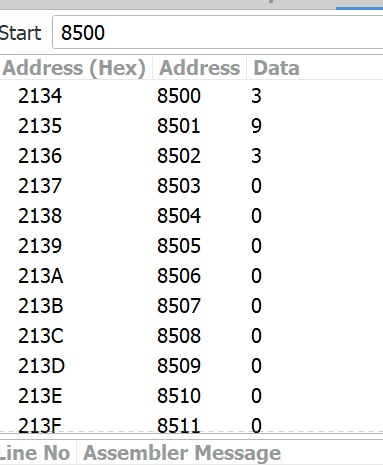 Start 8500
Address (Hex) Address Data
2134 8500 3
2135 8501 9
2136 8502 3
2137 8503 0
2138 8504 0
2139 8505 0
213A 8506 0
213B 8507 0
213C 8508 0
213D 8509 0
213E 8510 0
213F 8511 0
Line No Assembler Message